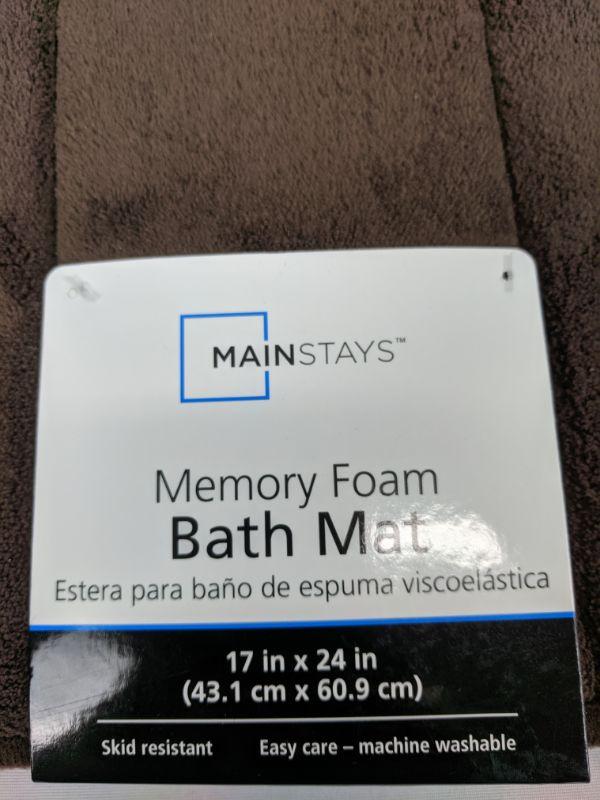 MAINSTAYS™
Memory Foam
Bath Mat
Estera para baño de espuma viscoelástica
17 in x 24 in
(43.1 cm x 60.9 cm)
Skid resistant Easy care – machine washable